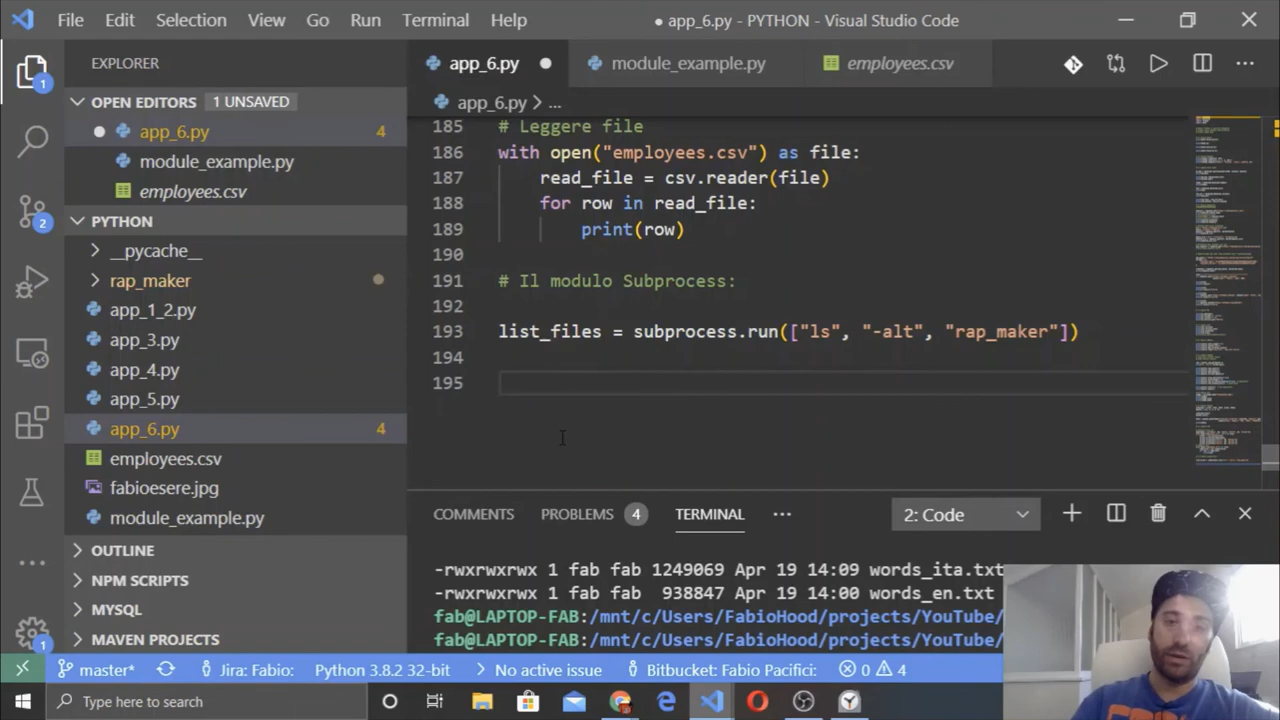 File Edit Selection View Go Run Terminal Help
● app_6.py - PYTHON - Visual Studio Code
EXPLORER
OPEN EDITORS 1 UNSAVED
app_6.py 4
module_example.py
employees.csv
PYTHON
__pycache__
rap_maker
app_1_2.py
app_3.py
app_4.py
app_5.py
app_6.py 4
employees.csv
fabioesere.jpg
module_example.py
OUTLINE
NPM SCRIPTS
MYSQL
MAVEN PROJECTS
1
2
1
app_6.py module_example.py employees.csv
app_6.py > ...
185 # Leggere file
186 with open("employees.csv") as file:
187 read_file = csv.reader(file)
188 for row in read_file:
189 print(row)
190
191 # Il modulo Subprocess:
192
193 list_files = subprocess.run(["ls", "-alt", "rap_maker"])
194
195
COMMENTS PROBLEMS 4 TERMINAL ... 2: Code
-rwxrwxrwx 1 fab fab 1249069 Apr 19 14:09 words_ita.txt
-rwxrwxrwx 1 fab fab 938847 Apr 19 14:00 words_en.txt
fab@LAPTOP-FAB:/mnt/c/Users/FabioHood/projects/YouTube/
fab@LAPTOP-FAB:/mnt/c/Users/FabioHood/projects/YouTube/
master* Jira: Fabio: Python 3.8.2 32-bit No active issue Bitbucket: Fabio Pacifici: 0 4
Type here to search